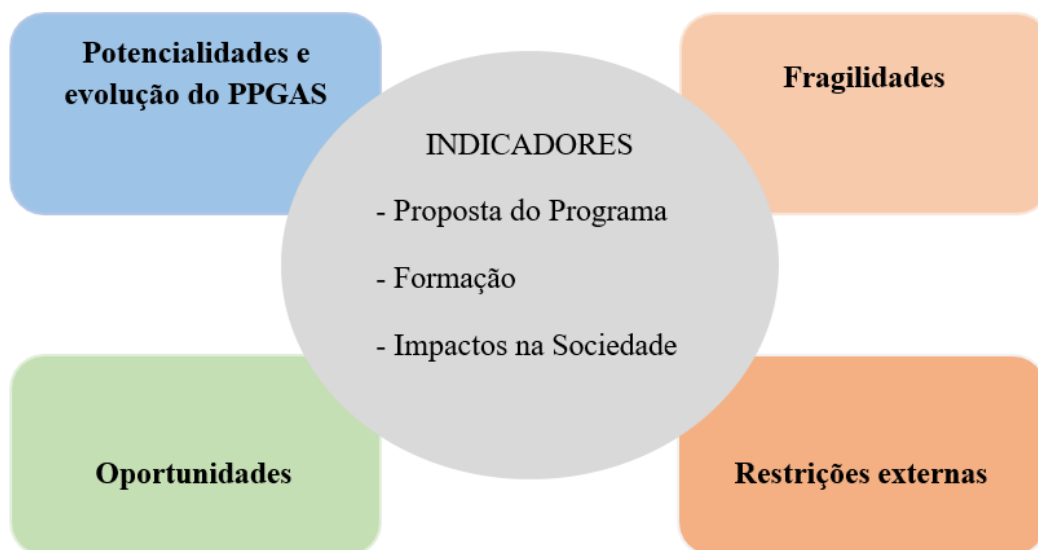 Potencialidades e
evolução do PPGAS
Fragilidades
INDICADORES
- Proposta do Programa
- Formação
- Impactos na Sociedade
Oportunidades
Restrições externas